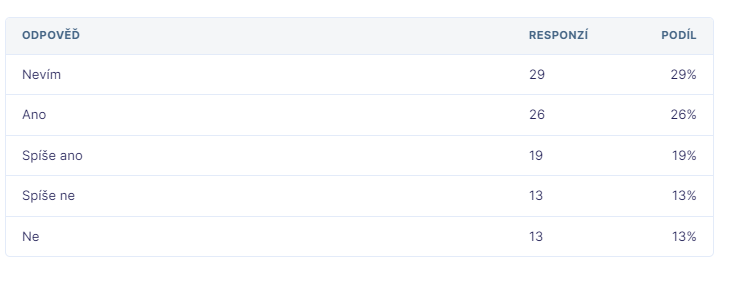 ODPOVĚĎ RESPONZÍ PODÍL
Nevím 29 29%
Ano 26 26%
Spíše ano 19 19%
Spíše ne 13 13%
Ne 13 13%